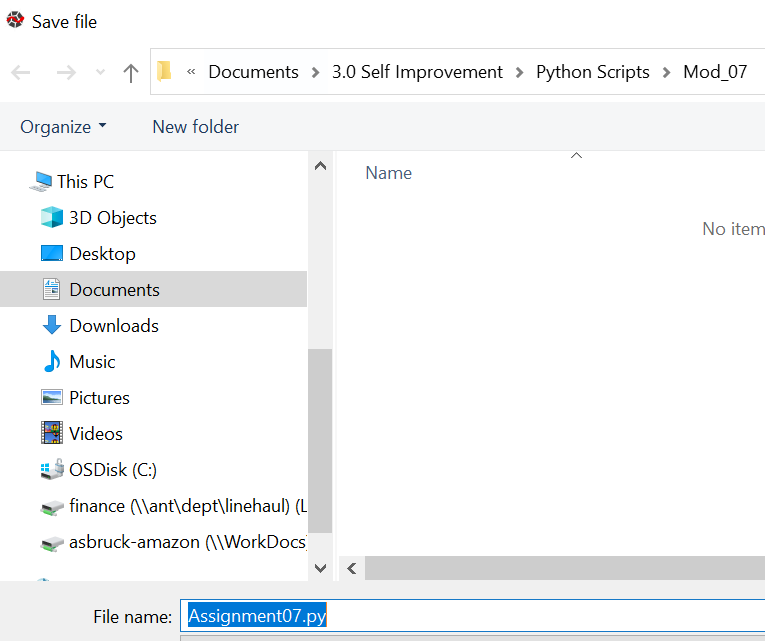 Save file
« Documents > 3.0 Self Improvement > Python Scripts > Mod_07
Organize New folder
Name
No item
This PC
3D Objects
Desktop
Documents
Downloads
Music
Pictures
Videos
OSDisk (C:)
finance (\\ant\dept\linehaul) (L
asbruck-amazon (\\WorkDocs)
File name: Assignment07.py